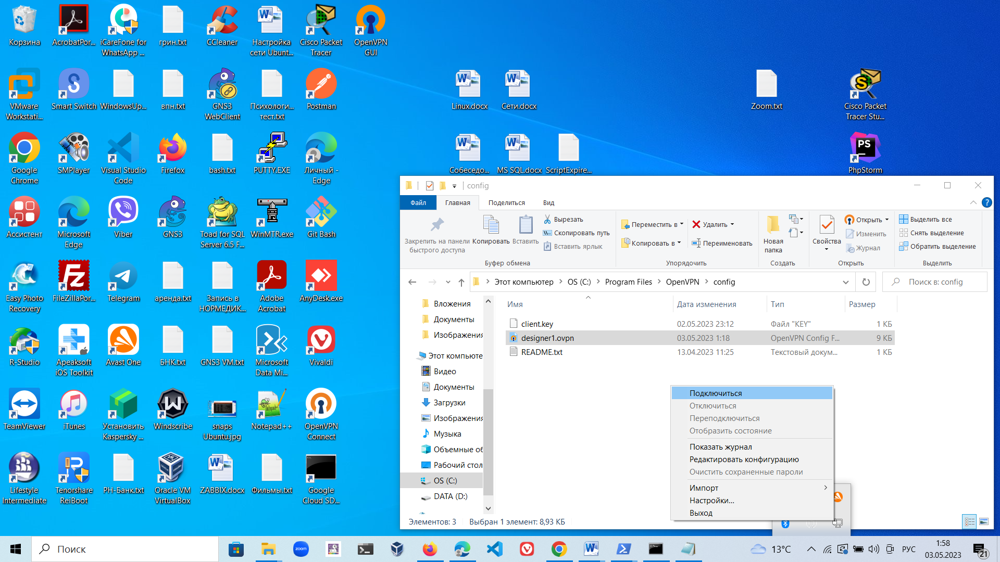 Корзина
AcrobatPor...
iCareFone for
WhatsApp ...
грин.txt
CCleaner
Настройка
сети Ubunt...
Cisco Packet
Tracer
OpenVPN
GUI
VMware
Workstati...
Smart Switch
WindowsUp...
впн.txt
GNS3
WebClient
Психологи...
тест.txt
Postman
Linux.docx
Сети.docx
Zoom.txt
Cisco Packet
Tracer Stu...
Google
Chrome
SMPlayer
Visual Studio
Code
Firefox
bash.txt
PUTTY.EXE
Личный -
Edge
Собеседо...
MS SQL.docx
ScriptExpire...
PhpStorm
Ассистент
Microsoft
Edge
Viber
GNS3
Toad for SQL
Server 6.5 F...
WinMTR.exe
Git Bash
Easy Photo
Recovery
FileZillaPor...
Telegram
аренда.txt
Запись в
НОРМЕДИК...
Adobe
Acrobat
AnyDesk.exe
R-Studio
Apeaksoft
iOS Toolkit
Avast One
БНК.txt
GNS3 VM.txt
Microsoft
Data Mi...
Vivaldi
TeamViewer
iTunes
Установить
Kaspersky ...
Windscribe
snaps
Ubuntu.jpg
Notepad++
OpenVPN
Connect
Lifestyle
Intermediate
Tenorshare
ReiBoot
РН-Банк.txt
Oracle VM
VirtualBox
ZABBIX.docx
Фильмы.txt
Google
Cloud SD...
config
Файл
Главная
Поделиться
Вид
Закрепить на панели
быстрого доступа
Копировать
Вставить
Вырезать
Скопировать путь
Вставить ярлык
Буфер обмена
Переместить в
Копировать в
Удалить
Переименовать
Упорядочить
Новая
папка
Создать
Свойства
Открыть
Изменить
Журнал
Открыть
Выделить все
Снять выделение
Обратить выделение
Выделить
Этот компьютер
OS (C:)
Program Files
OpenVPN
config
Поиск в: config
Вложения
Документы
Изображения
Этот компьюте
Видео
Документы
Загрузки
Изображения
Музыка
Объемные об
Рабочий стол
OS (C:)
DATA (D:)
Имя
Дата изменения
Тип
Размер
client.key
02.05.2023 23:12
Файл "KEY"
1 КБ
designer1.ovpn
03.05.2023 1:18
OpenVPN Config F...
9 КБ
README.txt
13.04.2023 11:25
Текстовый докум...
1 КБ
Подключиться
Отключиться
Переподключиться
Отобразить состояние
Показать журнал
Редактировать конфигурацию
Очистить сохраненные пароли
Импорт
Настройки...
Выход
Элементов: 3
Выбран 1 элемент: 8,93 КБ
Поиск
zoom
13°C
РУС
1:58
03.05.2023
21